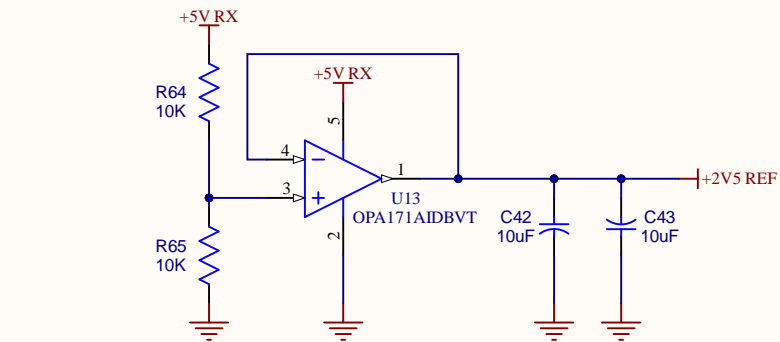 +5V RX
R64
10K
+5V RX
5
4
3
1
2
U13
OPA171AIDBVT
R65
10K
C42
10uF
C43
10uF
+2V5 REF